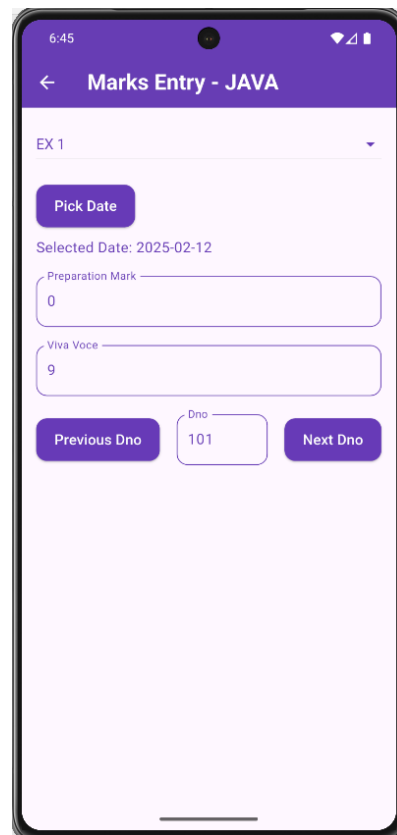 6:45
Marks Entry - JAVA
EX 1
Pick Date
Selected Date: 2025-02-12
Preparation Mark
0
Viva Voce
9
Dno
Previous Dno 101 Next Dno